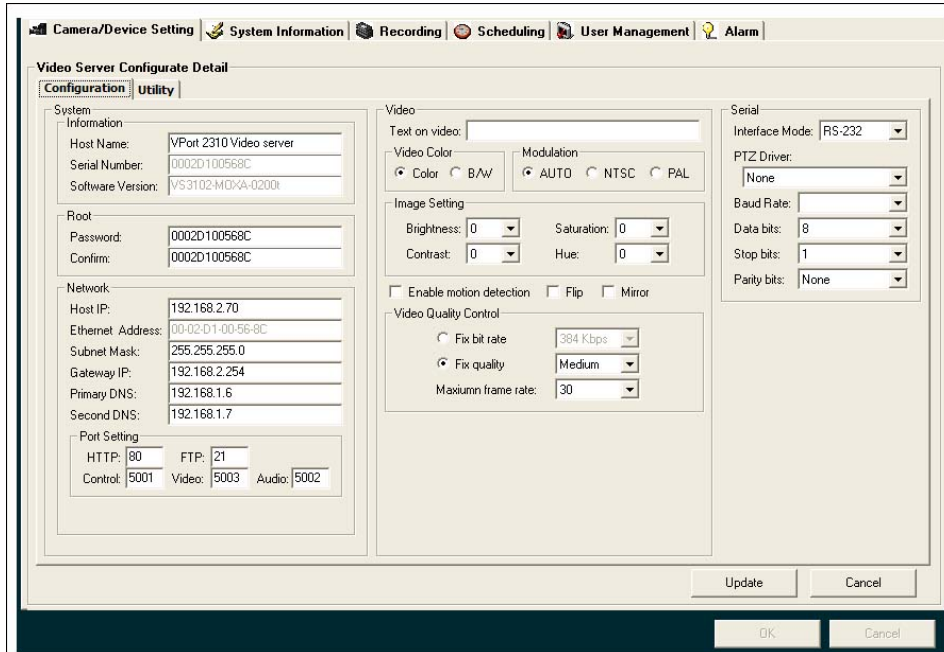 Camera/Device Setting System Information Recording Scheduling User Management Alarm
Video Server Configurate Detail
Configuration Utility
System
Information
Host Name: VPort 2310 Video server
Serial Number: 0002D100568C
Software Version: VS3102-MOXA-0200t
Root
Password: 0002D100568C
Confirm: 0002D100568C
Network
Host IP: 192.168.2.70
Ethernet Address: 00-02-D1-00-56-8C
Subnet Mask: 255.255.255.0
Gateway IP: 192.168.2.254
Primary DNS: 192.168.1.6
Second DNS: 192.168.1.7
Port Setting
HTTP: 80 FTP: 21
Control: 5001 Video: 5003 Audio: 5002
Video
Text on video:
Video Color
Color B/W
Modulation
AUTO NTSC PAL
Image Setting
Brightness: 0 Saturation: 0
Contrast: 0 Hue: 0
Enable motion detection Flip Mirror
Video Quality Control
Fix bit rate 384 Kbps
Fix quality Medium
Maxiumn frame rate: 30
Serial
Interface Mode: RS-232
PTZ Driver:
None
Baud Rate:
Data bits: 8
Stop bits: 1
Parity bits: None
Update Cancel
OK Cancel